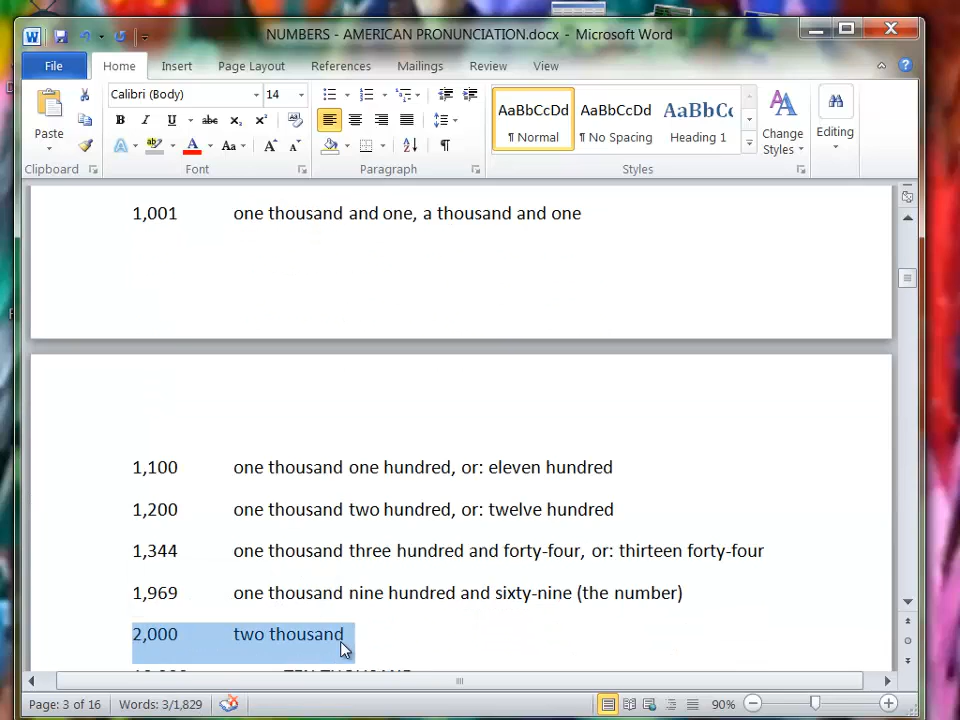 NUMBERS - AMERICAN PRONUNCIATION.docx - Microsoft Word
File Home Insert Page Layout References Mailings Review View
Calibri (Body) 14
AaBbCcDd AaBbCcDd AaBbCc
Paste
¶ Normal ¶ No Spacing Heading 1
Change Styles
Editing
Clipboard Font Paragraph Styles
1,001 one thousand and one, a thousand and one
1,100 one thousand one hundred, or: eleven hundred
1,200 one thousand two hundred, or: twelve hundred
1,344 one thousand three hundred and forty-four, or: thirteen forty-four
1,969 one thousand nine hundred and sixty-nine (the number)
2,000 two thousand
TEN THOUSAND
Page: 3 of 16 Words: 3/1,829 90%